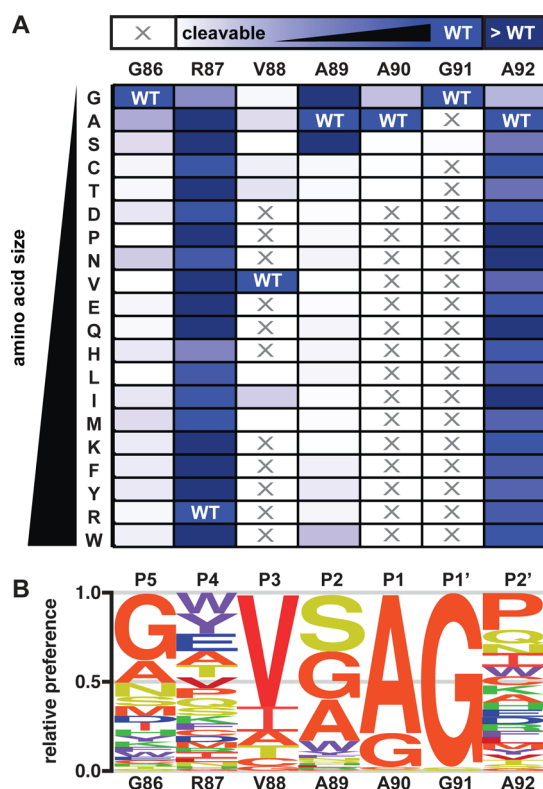 A
cleavable WT > WT
G86 R87 V88 A89 A90 G91 A92
G WT WT
A WT WT WT
S
C
T
D
P
N
V WT
E
Q
H
L
I
M
K
F
Y
R WT
W
amino acid size
B
P5 P4 P3 P2 P1 P1' P2'
relative preference
1.0
0.5
0.0
G W V S A G P
A Y I G G Q
N E A A N
A T W
T
G86 R87 V88 A89 A90 G91 A92